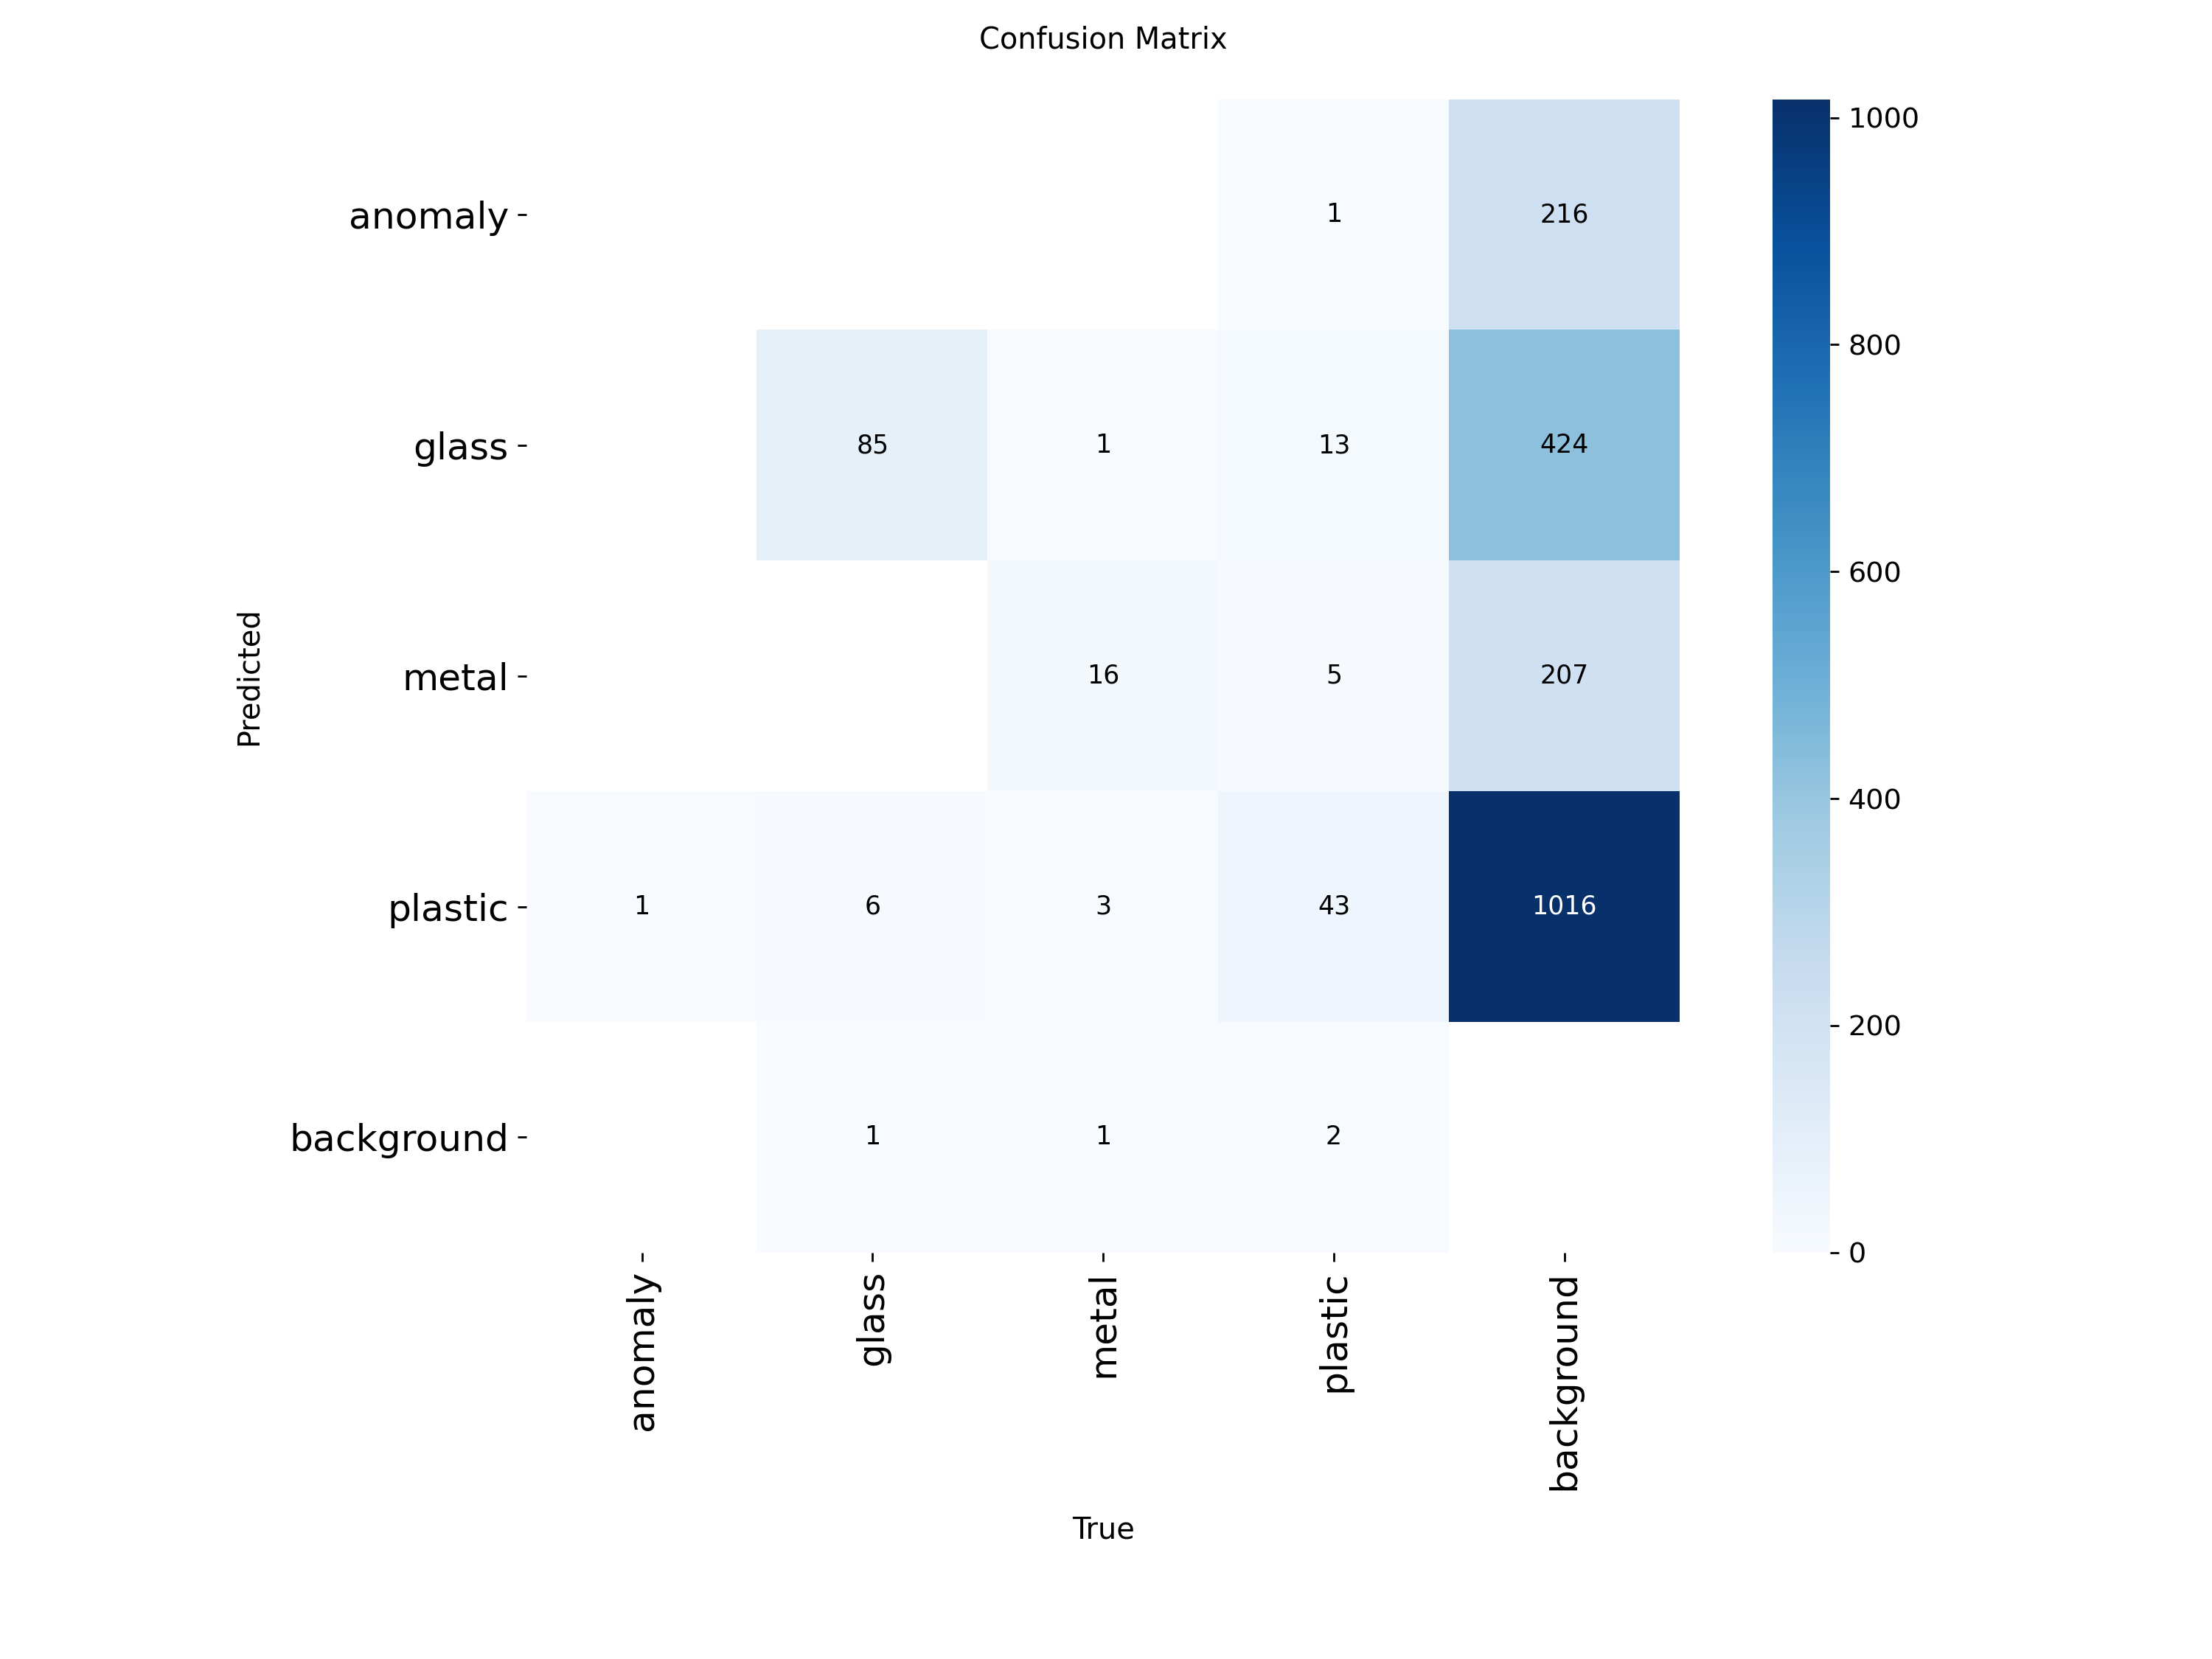 Confusion Matrix
anomaly
1
216
1000
glass
85
1
13
424
800
metal
16
5
207
600
plastic
1
6
3
43
1016
400
background
1
1
2
200
0
Predicted
anomaly
glass
metal
plastic
background
True